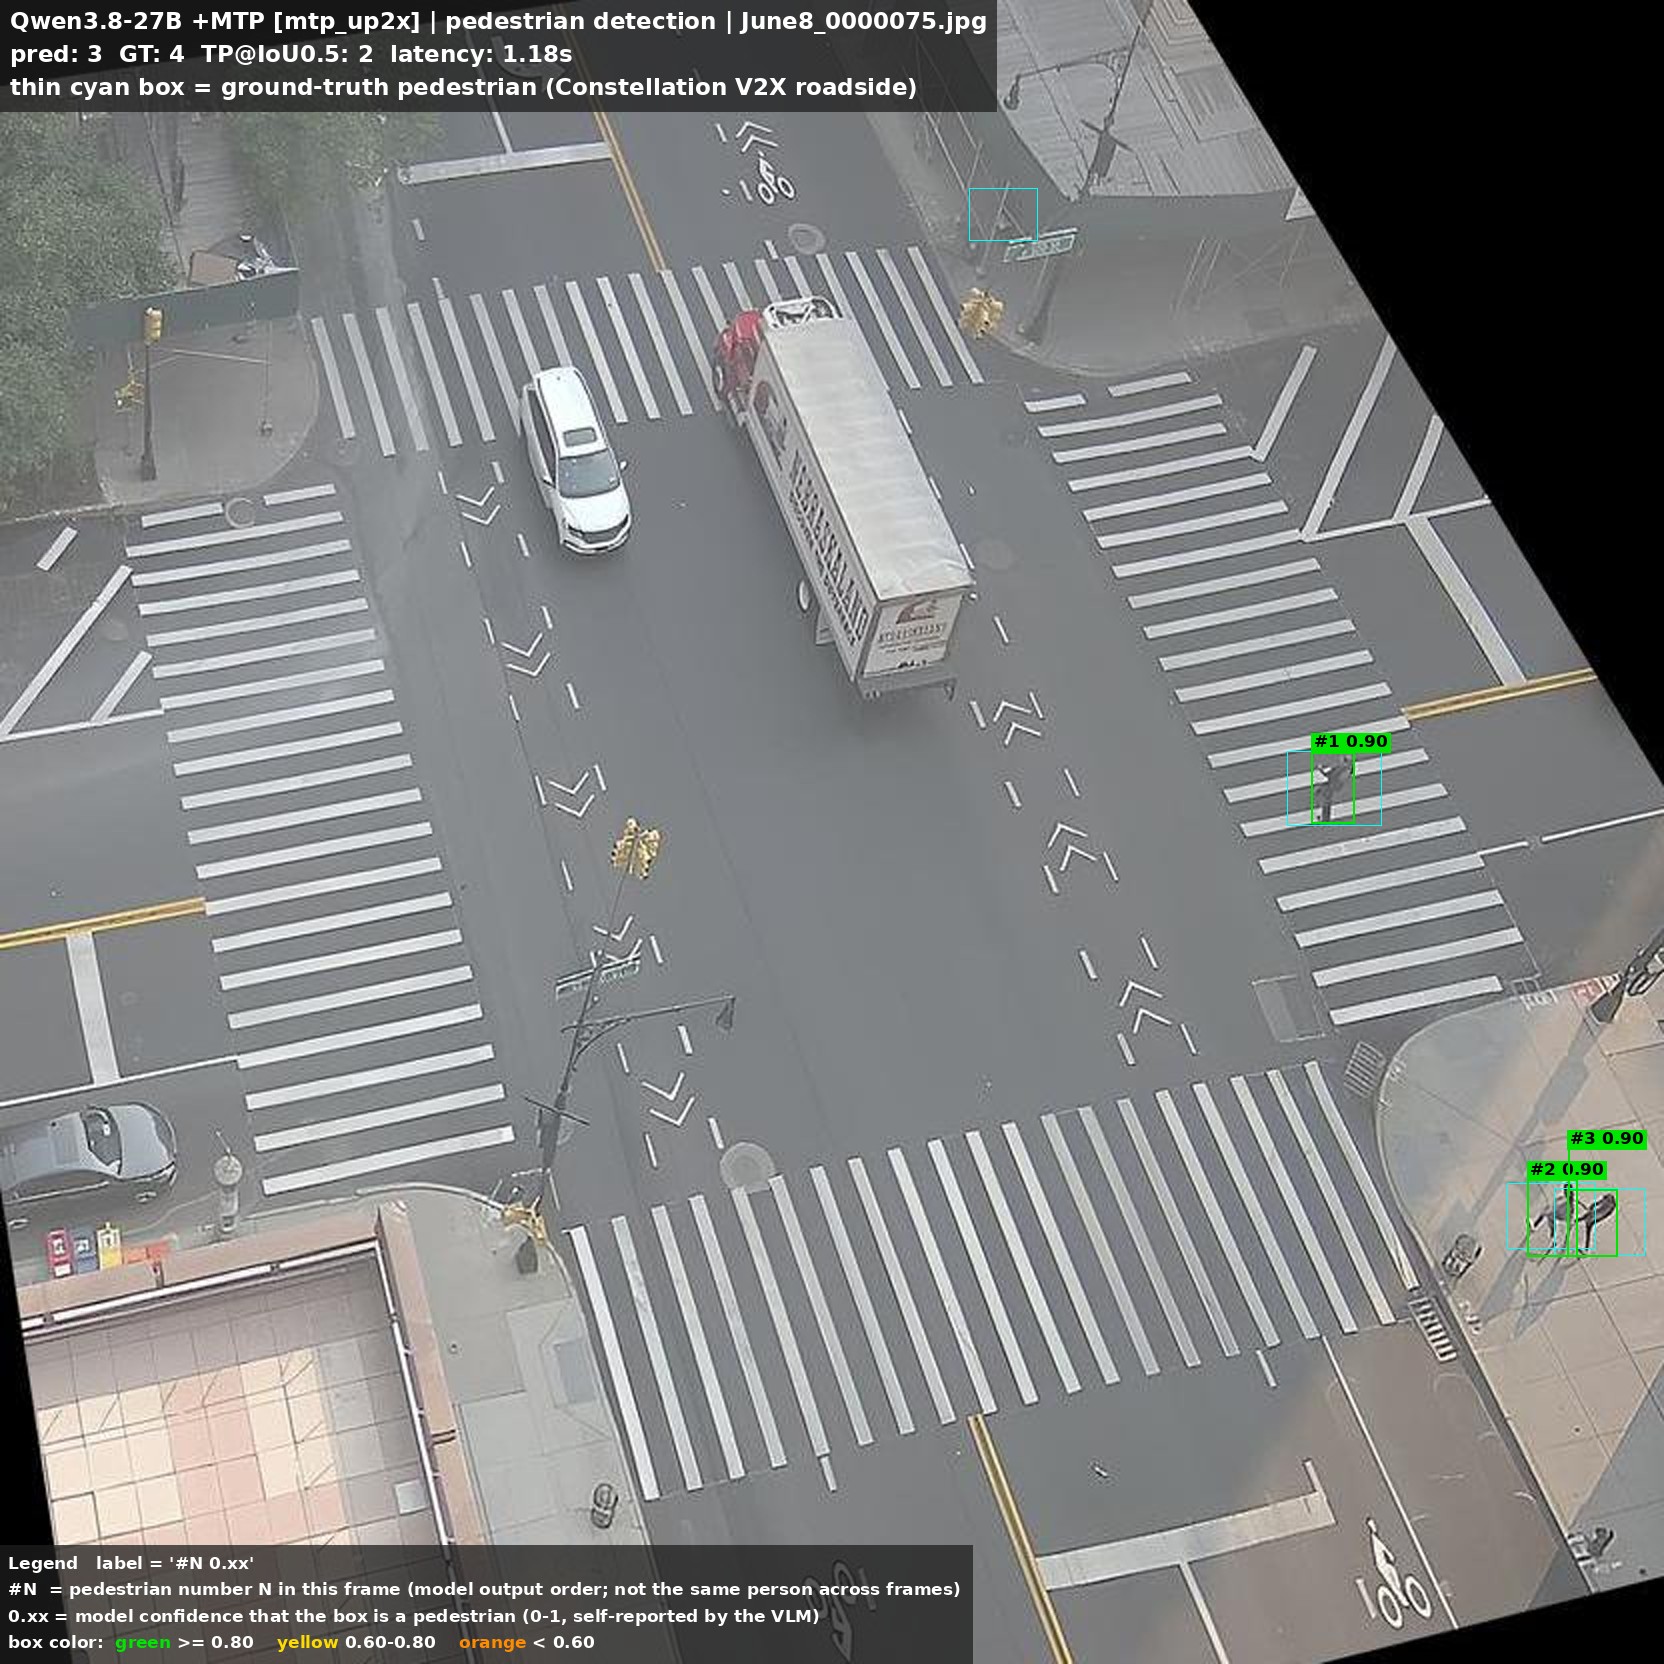 Qwen3.8-27B +MTP [mtp_up2x] | pedestrian detection | June8_0000075.jpg
pred: 3  GT: 4  TP@IoU0.5: 2  latency: 1.18s
thin cyan box = ground-truth pedestrian (Constellation V2X roadside)
#1 0.90
#3 0.90
#2 0.90
Legend   label = '#N 0.xx'
#N  = pedestrian number N in this frame (model output order; not the same person across frames)
0.xx = model confidence that the box is a pedestrian (0-1, self-reported by the VLM)
box color:  green >= 0.80    yellow 0.60-0.80    orange < 0.60